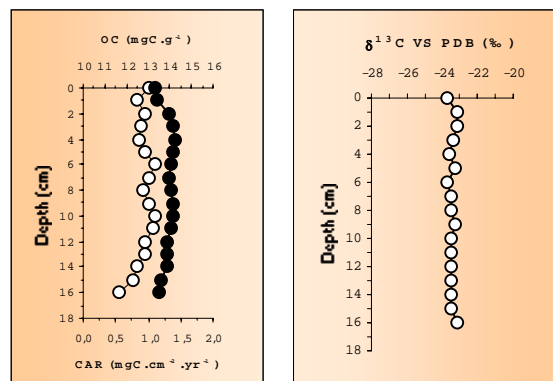 OC (mgC.g⁻¹)
10 11 12 13 14 15 16
0
2
4
6
8
10
12
14
16
18
Depth (cm)
0,0 0,5 1,0 1,5 2,0
CAR (mgC.cm⁻².yr⁻¹)
δ¹³C VS PDB (‰)
-28 -26 -24 -22 -20
0
2
4
6
8
10
12
14
16
18
Depth (cm)